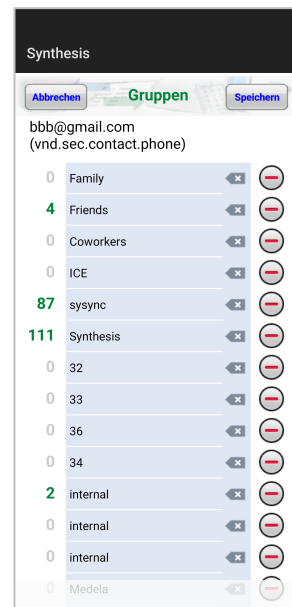 Synthesis
Abbrechen Gruppen Speichern
bbb@gmail.com
(vnd.sec.contact.phone)
0 Family
4 Friends
0 Coworkers
0 ICE
87 sysync
111 Synthesis
0 32
0 33
0 36
0 34
2 internal
0 internal
0 internal
0 Medela